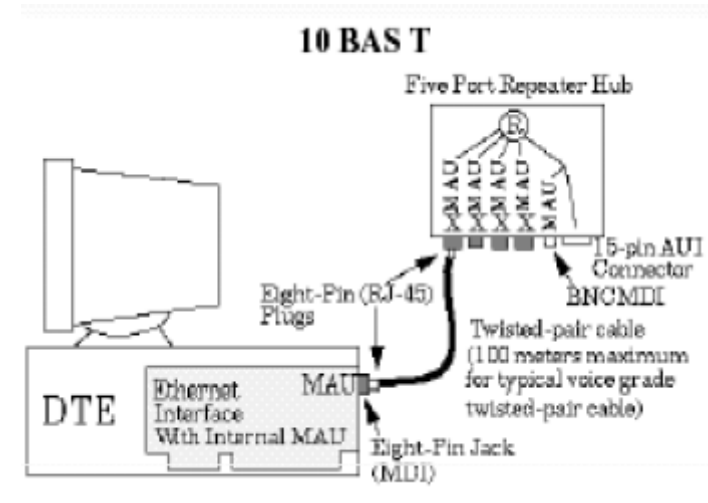 10 BAS T
Five Port Repeater Hub
R
X MAU
X MAU
X MAU
X MAU
MAU
15-pin AUI
Connector
BNCMDI
Eight-Pin (RJ-45)
Plugs
Twisted-pair cable
(100 meters maximum
for typical voice grade
twisted-pair cable)
DTE
Ethernet
Interface
With Internal MAU
MAU
Eight-Pin Jack
(MDI)